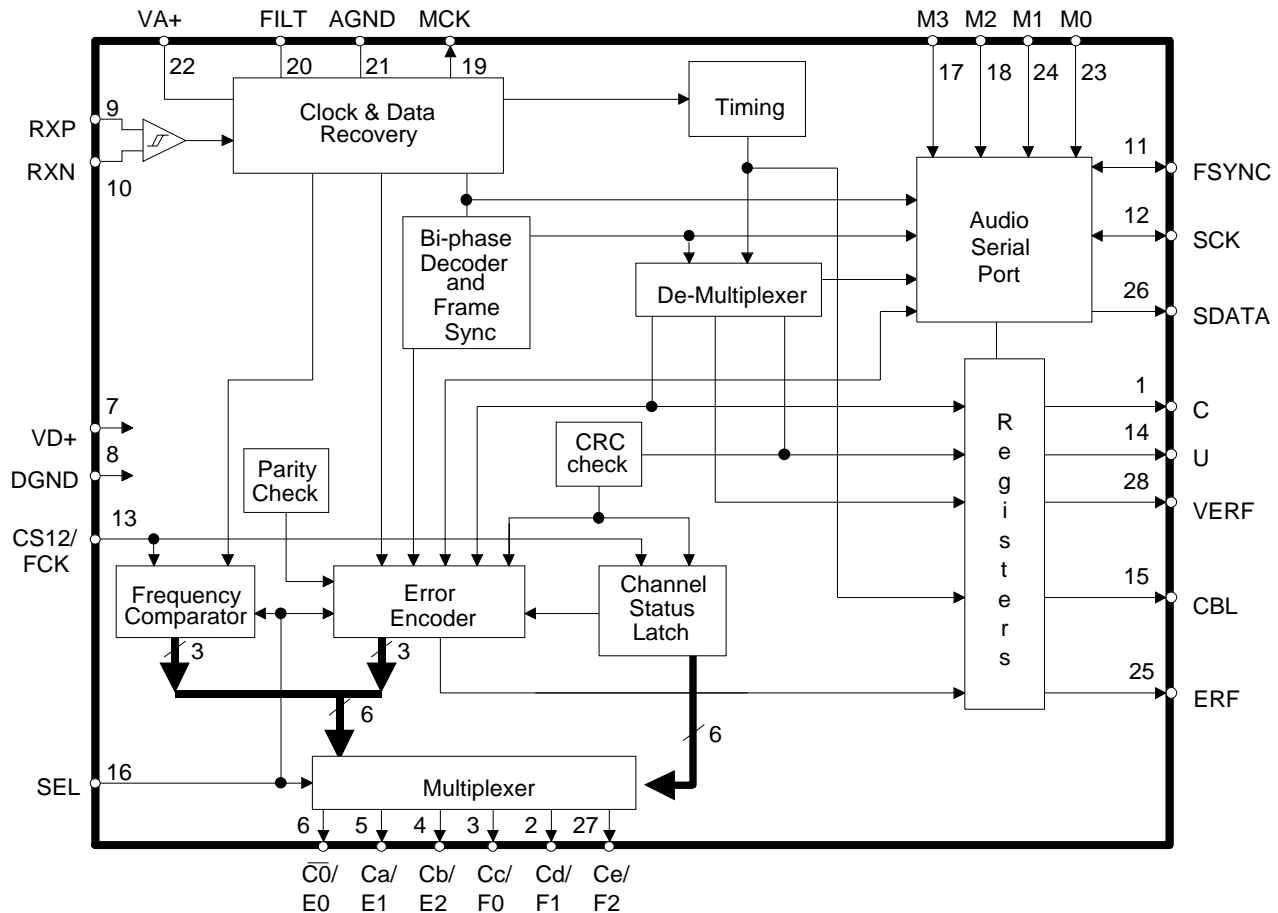 VA+ FILT AGND MCK M3 M2 M1 M0
22 20 21 19 17 18 24 23
9
RXP
RXN
10
Clock & Data
Recovery
Timing
11
FSYNC
12
SCK
26
SDATA
Audio
Serial
Port
Bi-phase
Decoder
and
Frame
Sync
De-Multiplexer
7
VD+
8
DGND
13
CS12/
FCK
Parity
Check
CRC
check
Registers
1
C
14
U
28
VERF
15
CBL
25
ERF
Frequency
Comparator
Error
Encoder
Channel
Status
Latch
3 3
6
6
16
SEL
Multiplexer
6 5 4 3 2 27
C̅0̅/ Ca/ Cb/ Cc/ Cd/ Ce/
E0 E1 E2 F0 F1 F2